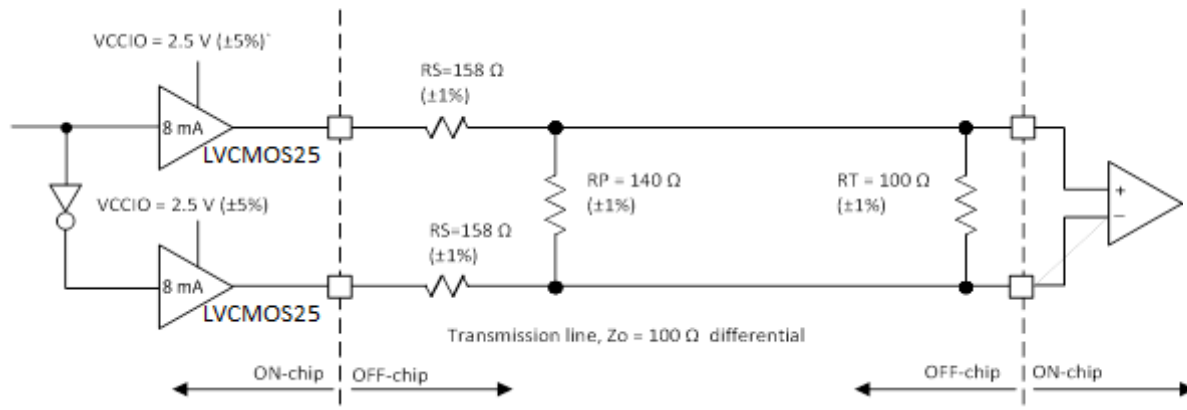 VCCIO = 2.5 V (±5%)`
RS=158 Ω
(±1%)
8 mA
LVCMOS25
RP = 140 Ω
(±1%)
RT = 100 Ω
(±1%)
+
−
VCCIO = 2.5 V (±5%)
RS=158 Ω
(±1%)
8 mA
LVCMOS25
Transmission line, Zo = 100 Ω differential
ON-chip
OFF-chip
OFF-chip
ON-chip